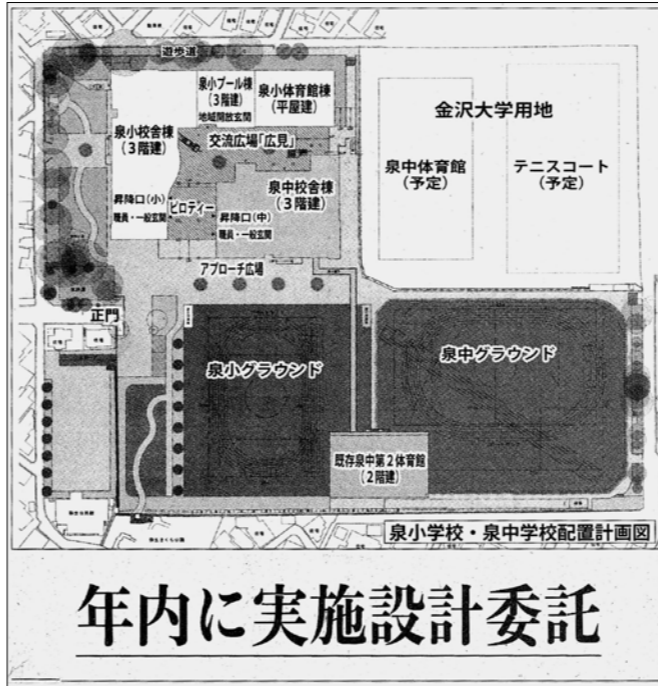 遊歩道
泉小プール棟
(3階建)
地域開放玄関
泉小体育館棟
(平屋建)
泉小校舎棟
(3階建)
交流広場「広見」
金沢大学用地
泉中体育館
(予定)
テニスコート
(予定)
泉中校舎棟
(3階建)
昇降口(小)
職員・一般玄関
ピロティー
昇降口(中)
職員・一般玄関
アプローチ広場
正門
泉小グラウンド
泉中グラウンド
既存泉中第2体育館
(2階建)
泉小学校・泉中学校配置計画図
年内に実施設計委託